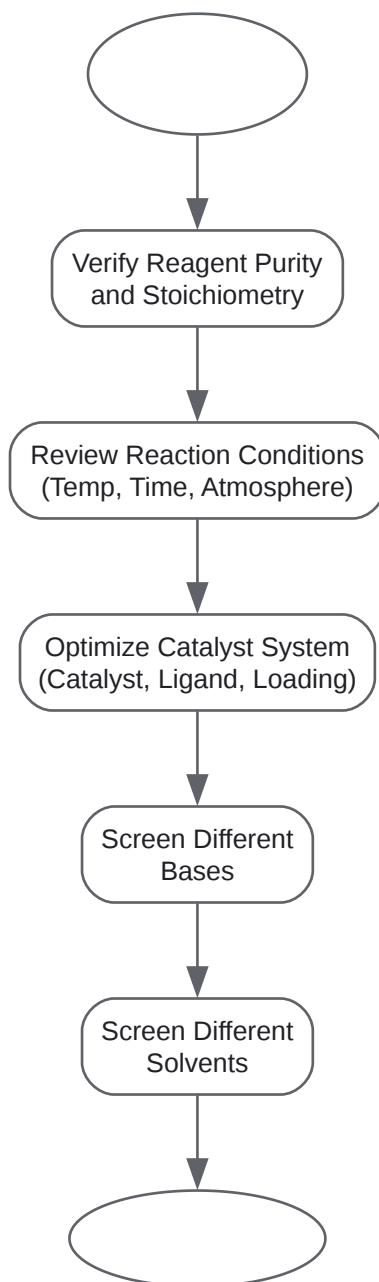 Verify Reagent Purity
and Stoichiometry
Review Reaction Conditions
(Temp, Time, Atmosphere)
Optimize Catalyst System
(Catalyst, Ligand, Loading)
Screen Different
Bases
Screen Different
Solvents